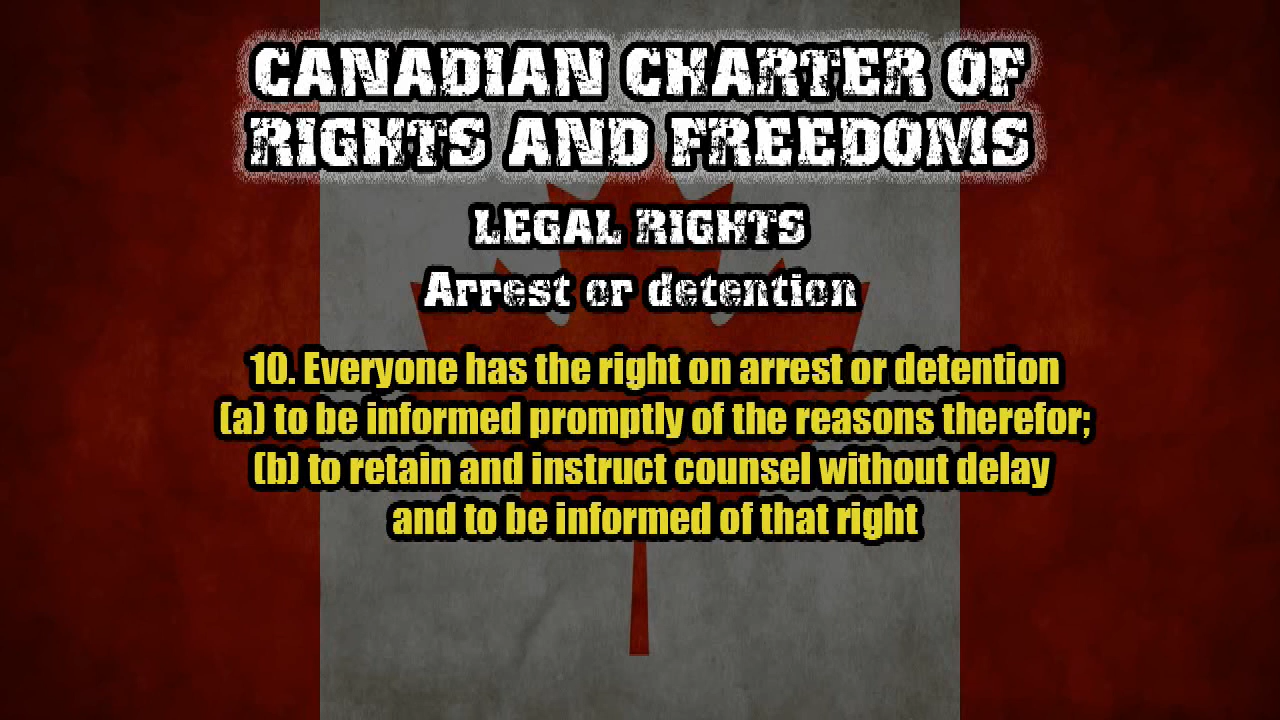 CANADIAN CHARTER OF
RIGHTS AND FREEDOMS
LEGAL RIGHTS
Arrest or detention
10. Everyone has the right on arrest or detention
(a) to be informed promptly of the reasons therefor;
(b) to retain and instruct counsel without delay
and to be informed of that right